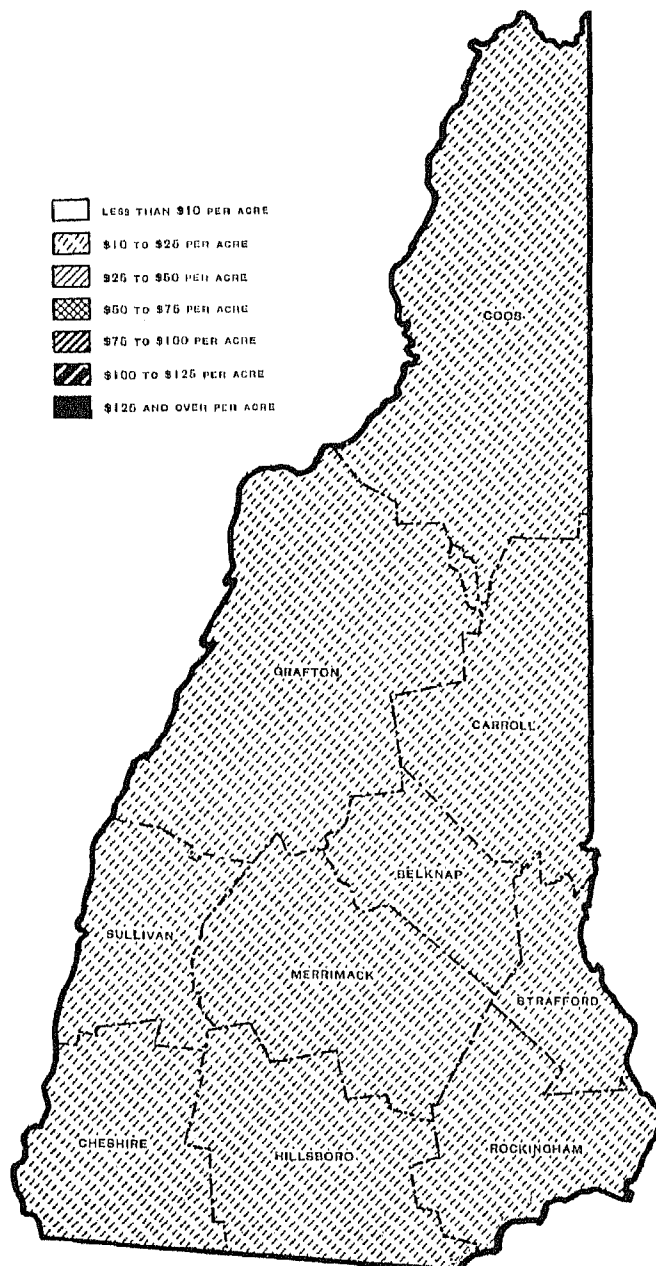 LESS THAN $10 PER ACRE
$10 TO $25 PER ACRE
$25 TO $50 PER ACRE
$50 TO $75 PER ACRE
$75 TO $100 PER ACRE
$100 TO $125 PER ACRE
$125 AND OVER PER ACRE
COOS
GRAFTON
CARROLL
BELKNAP
SULLIVAN
MERRIMACK
STRAFFORD
CHESHIRE
HILLSBORO
ROCKINGHAM